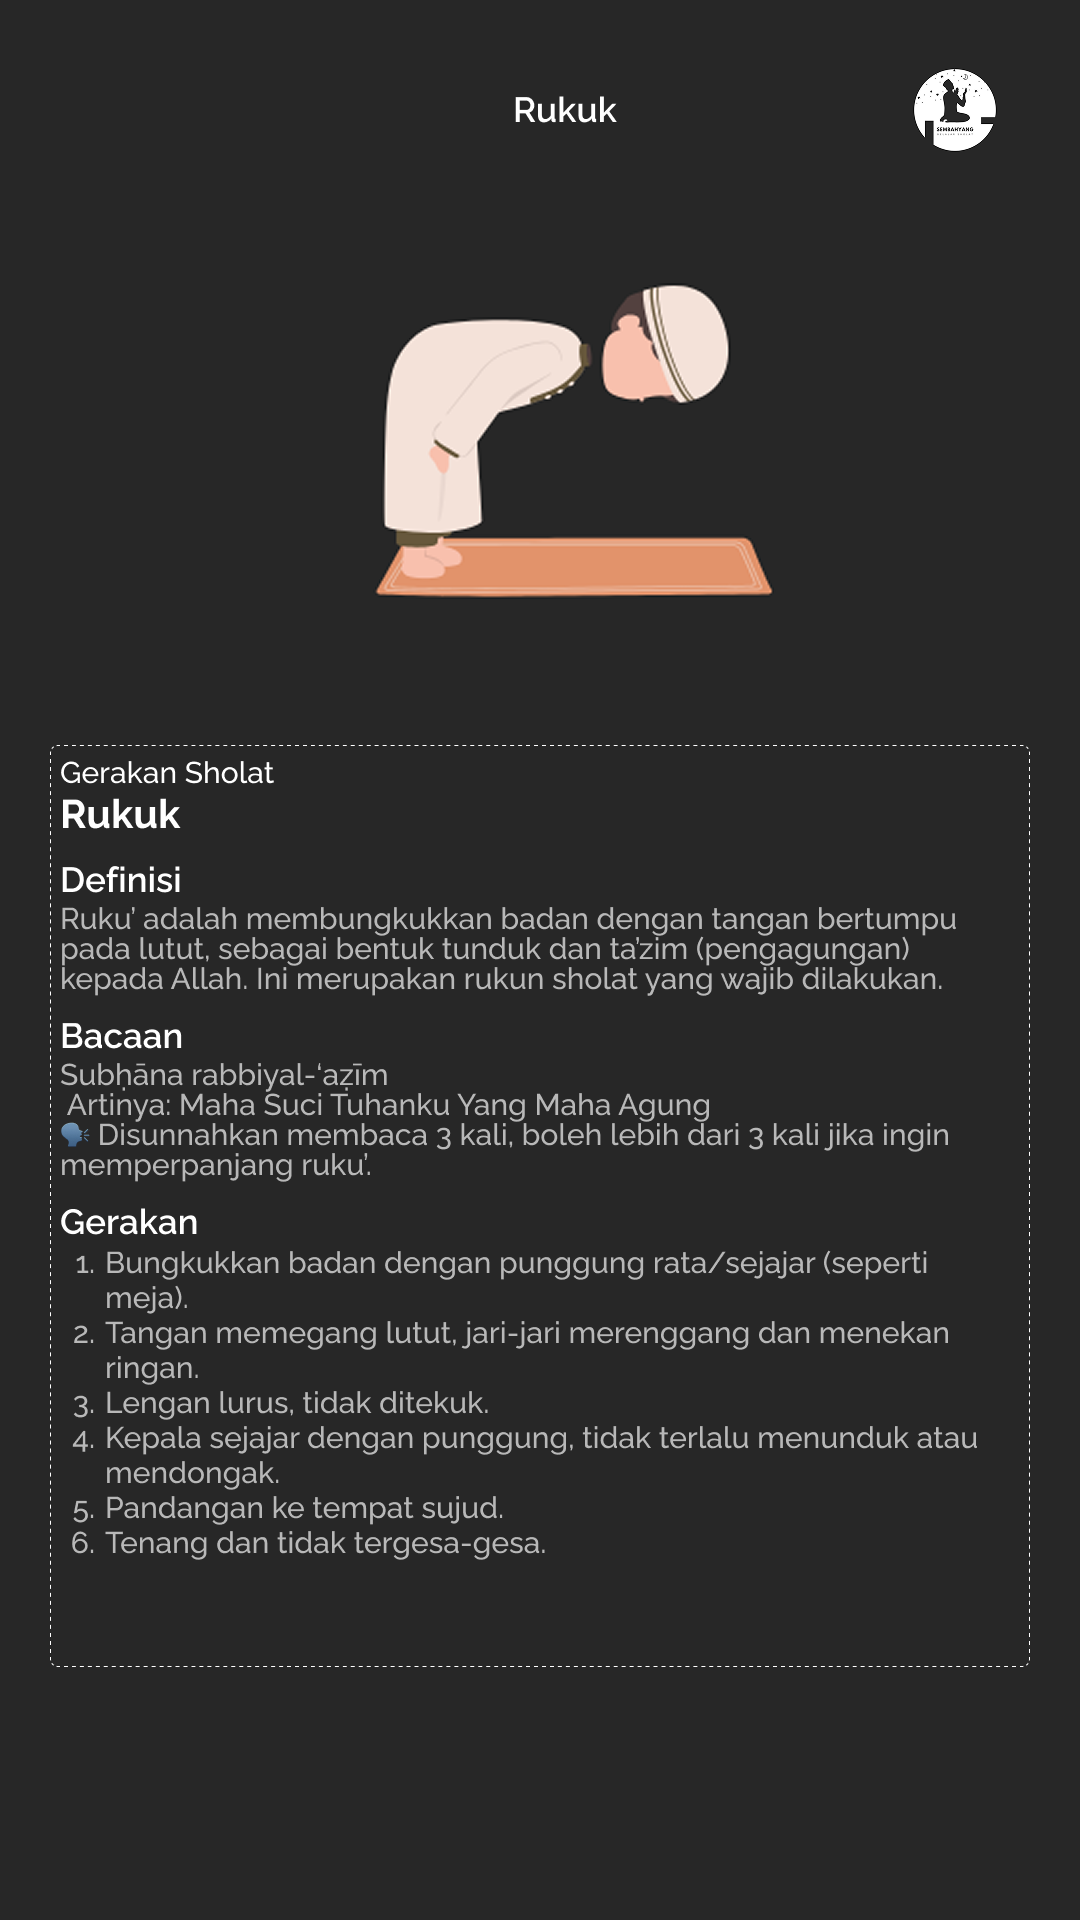 Rukuk
SEMBAHYANG
Gerakan Sholat
Rukuk
Definisi
Ruku’ adalah membungkukkan badan dengan tangan bertumpu
pada lutut, sebagai bentuk tunduk dan ta’zim (pengagungan)
kepada Allah. Ini merupakan rukun sholat yang wajib dilakukan.
Bacaan
Subḥāna rabbiyal-‘aẓīm
Artinya: Maha Suci Tuhanku Yang Maha Agung
🗣️ Disunnahkan membaca 3 kali, boleh lebih dari 3 kali jika ingin
memperpanjang ruku’.
Gerakan
1. Bungkukkan badan dengan punggung rata/sejajar (seperti
meja).
2. Tangan memegang lutut, jari-jari merenggang dan menekan
ringan.
3. Lengan lurus, tidak ditekuk.
4. Kepala sejajar dengan punggung, tidak terlalu menunduk atau
mendongak.
5. Pandangan ke tempat sujud.
6. Tenang dan tidak tergesa-gesa.